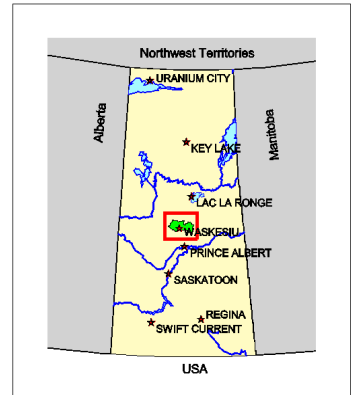 Northwest Territories
URANIUM CITY
Alberta
Manitoba
KEY LAKE
LAC LA RONGE
WASKESIU
PRINCE ALBERT
SASKATOON
REGINA
SWIFT CURRENT
USA